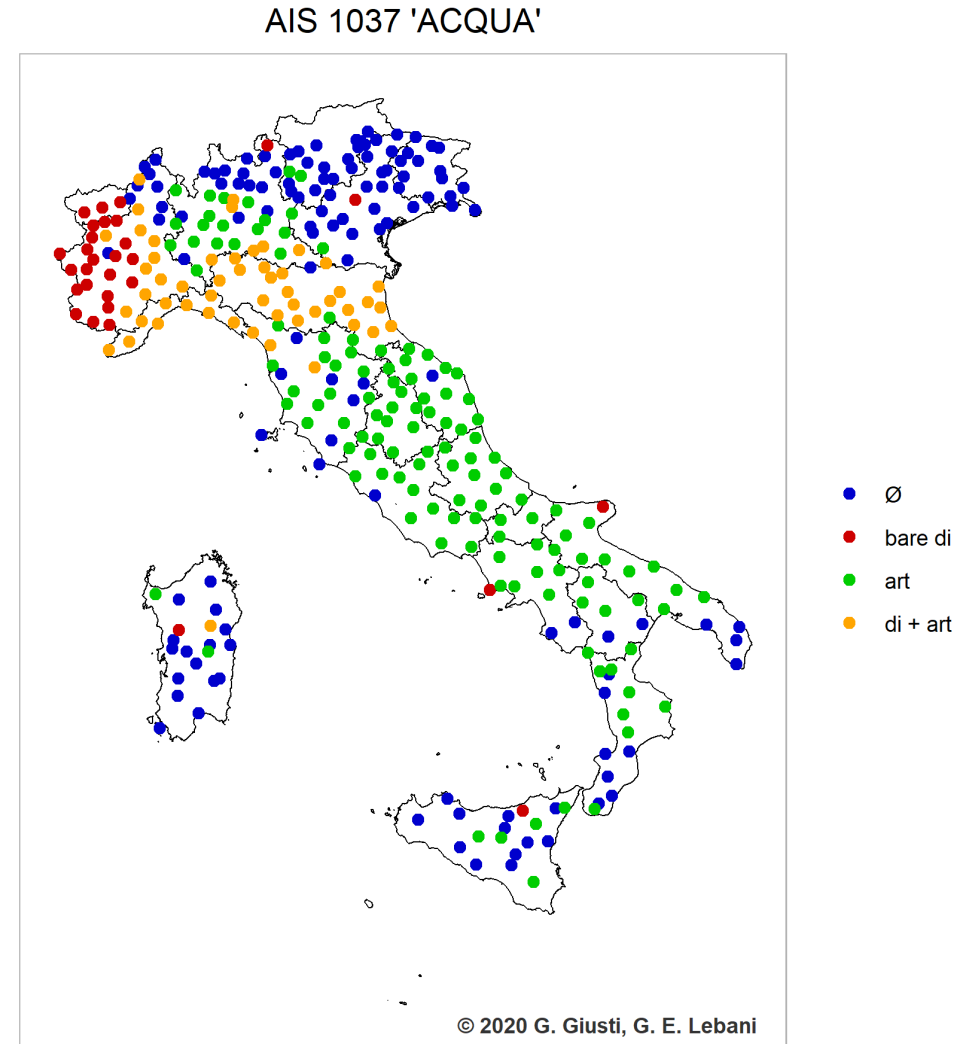 AIS 1037 'ACQUA'
Ø
bare di
art
di + art
© 2020 G. Giusti, G. E. Lebani